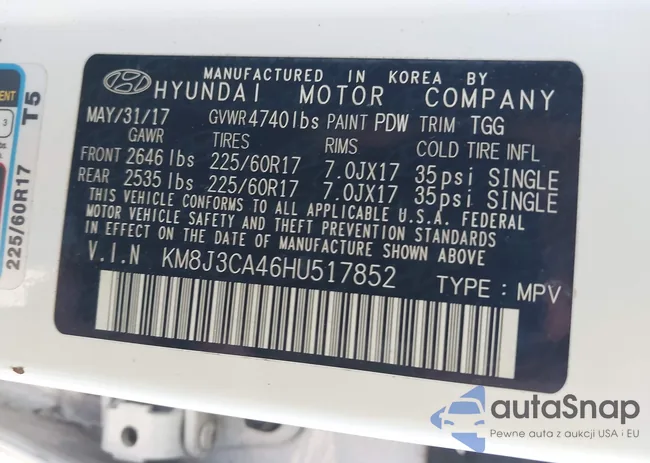 MANUFACTURED IN KOREA BY
HYUNDAI MOTOR COMPANY
MAY/31/17 GVWR 4740lbs PAINT PDW TRIM TGG
GAWR TIRES RIMS COLD TIRE INFL
FRONT 2646 lbs 225/60R17 7.0JX17 35psi SINGLE
REAR 2535 lbs 225/60R17 7.0JX17 35psi SINGLE
THIS VEHICLE CONFORMS TO ALL APPLICABLE U.S.A. FEDERAL
MOTOR VEHICLE SAFETY AND THEFT PREVENTION STANDARDS
IN EFFECT ON THE DATE OF MANUFACTURE SHOWN ABOVE
V.I.N KM8J3CA46HU517852
TYPE : MPV
225/60R17 T5
3
autaSnap
Pewne auta z aukcji USA i EU